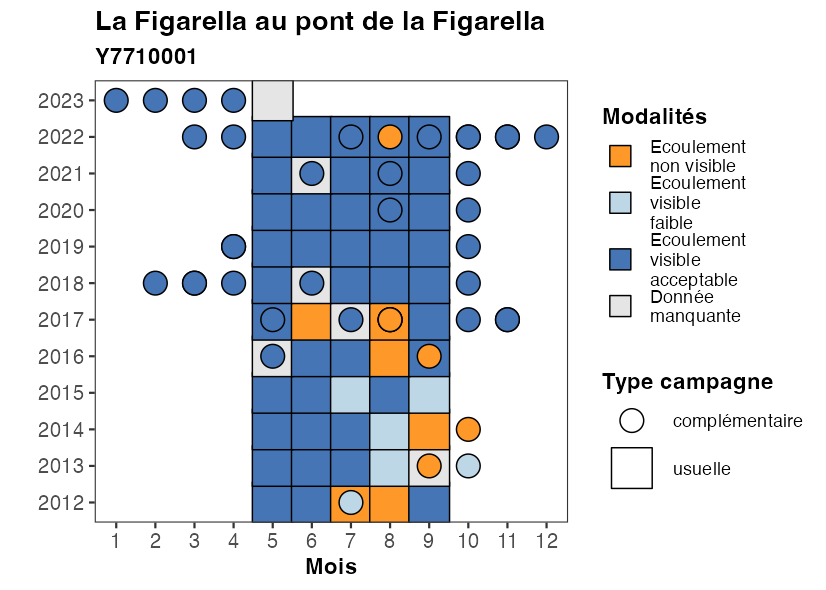 La Figarella au pont de la Figarella
Y7710001
2023
2022
2021
2020
2019
2018
2017
2016
2015
2014
2013
2012
1 2 3 4 5 6 7 8 9 10 11 12
Mois
Modalités
Ecoulement
non visible
Ecoulement
visible
faible
Ecoulement
visible
acceptable
Donnée
manquante
Type campagne
complémentaire
usuelle